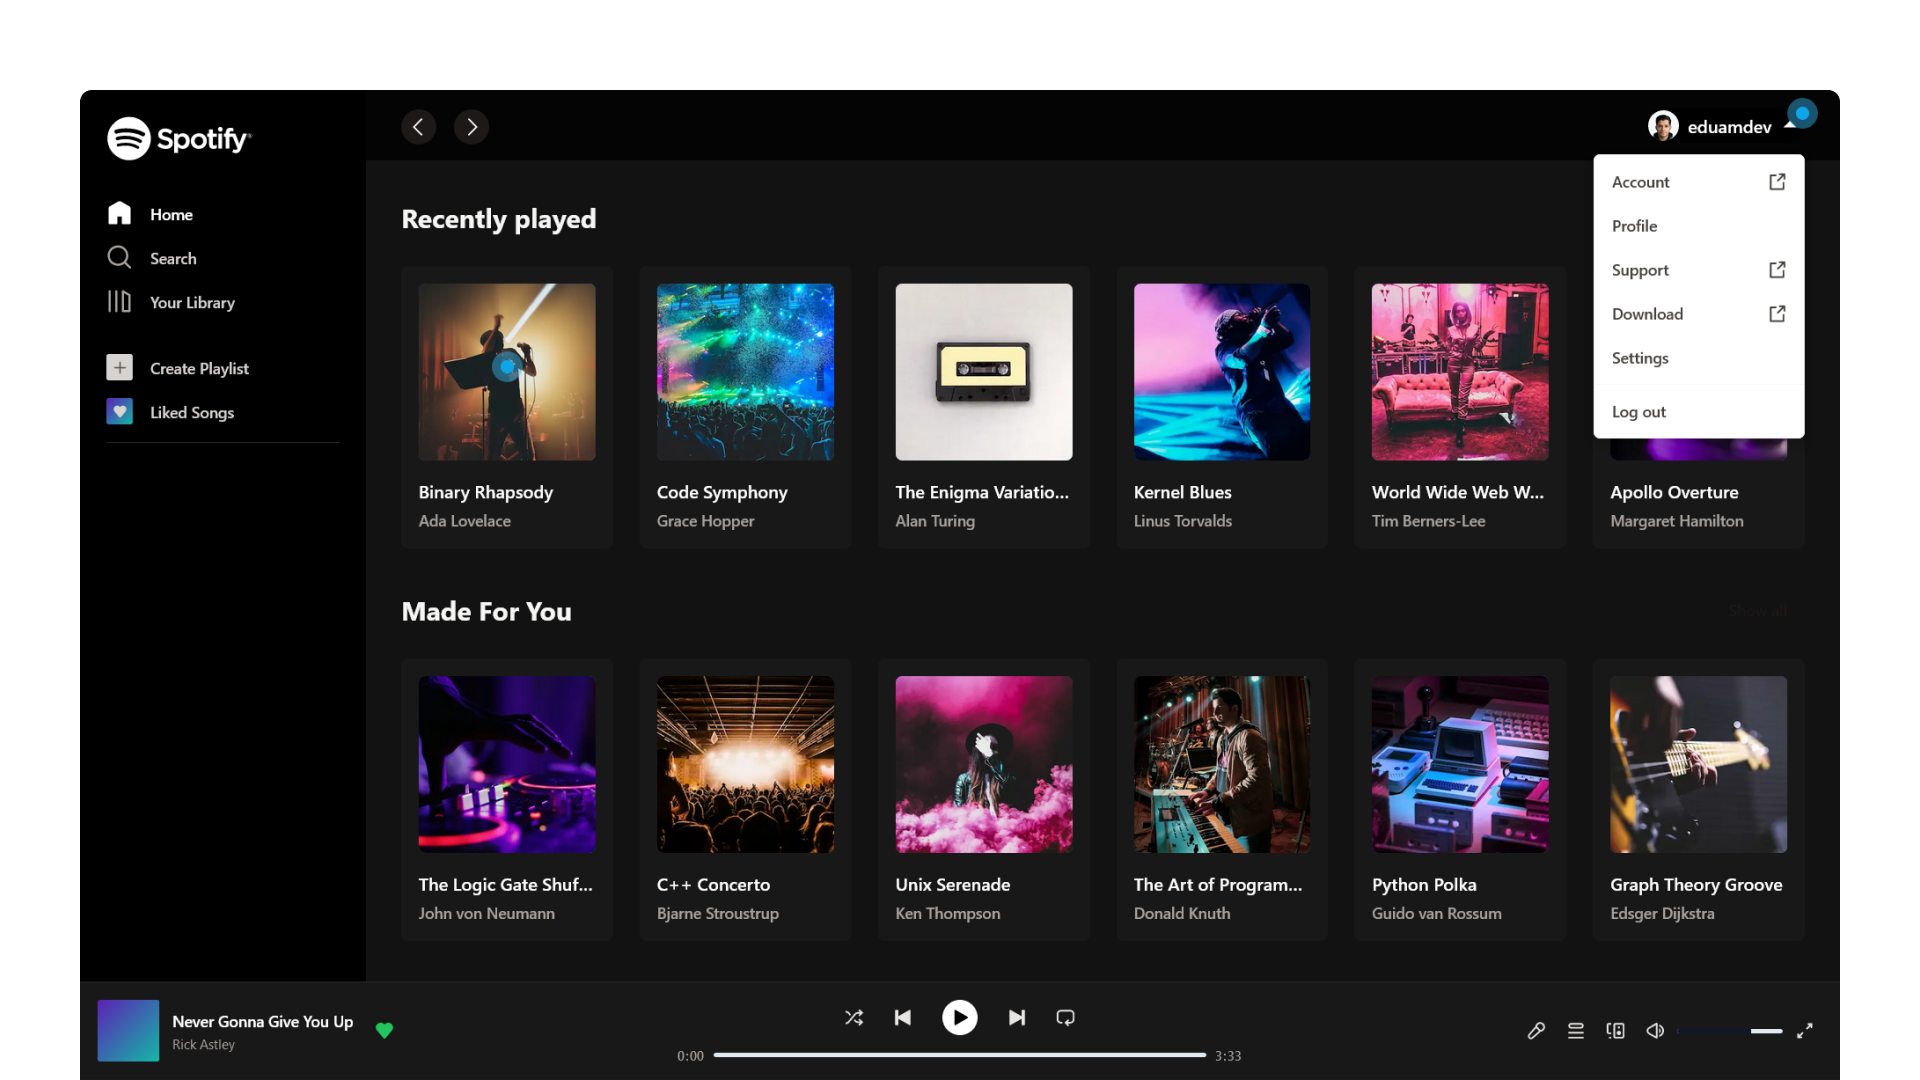 Spotify
eduamdev
Home
Search
Your Library
Create Playlist
Liked Songs
Account
Profile
Support
Download
Settings
Log out
Recently played
Binary Rhapsody
Ada Lovelace
Code Symphony
Grace Hopper
The Enigma Variatio...
Alan Turing
Kernel Blues
Linus Torvalds
World Wide Web W...
Tim Berners-Lee
Apollo Overture
Margaret Hamilton
Made For You
Show all
The Logic Gate Shuf...
John von Neumann
C++ Concerto
Bjarne Stroustrup
Unix Serenade
Ken Thompson
The Art of Program...
Donald Knuth
Python Polka
Guido van Rossum
Graph Theory Groove
Edsger Dijkstra
Never Gonna Give You Up
Rick Astley
0:00
3:33